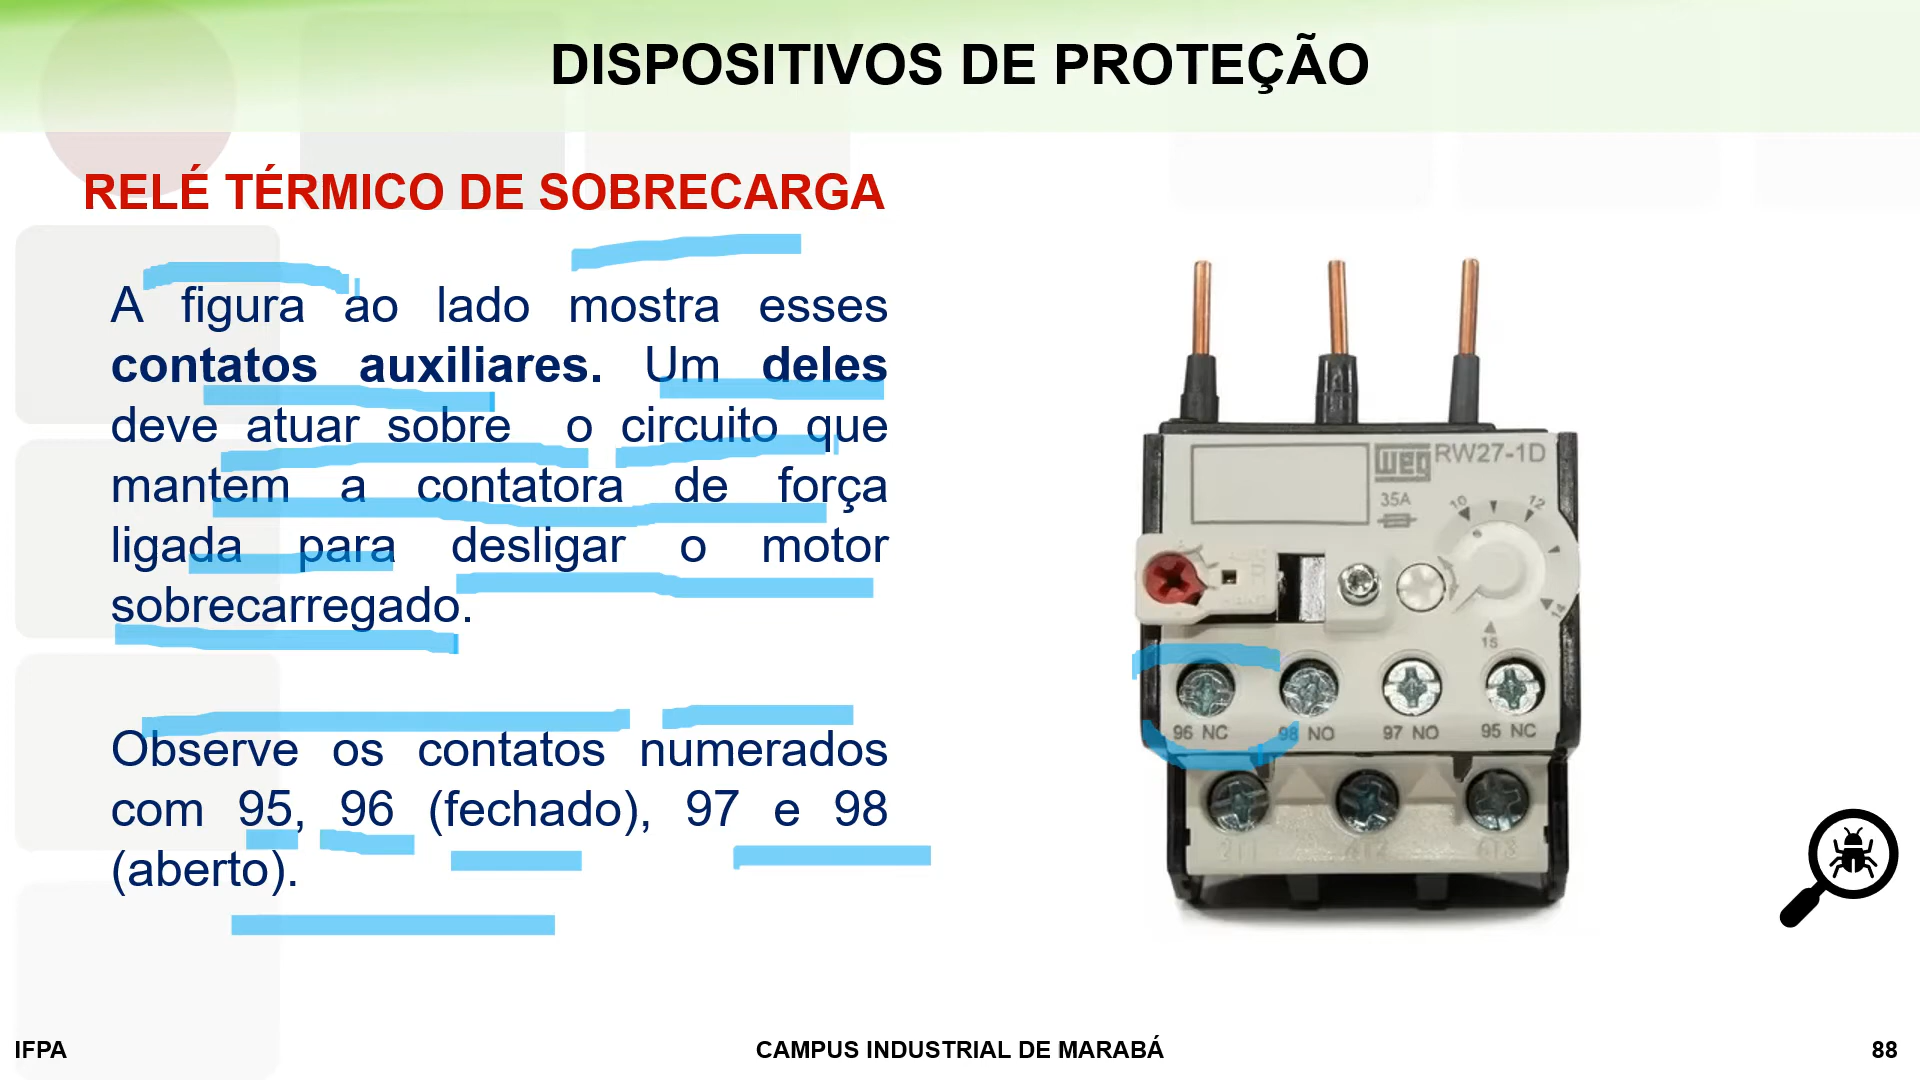 DISPOSITIVOS DE PROTEÇÃO
RELÉ TÉRMICO DE SOBRECARGA
A figura ao lado mostra esses
contatos auxiliares. Um deles
deve atuar sobre o circuito que
mantem a contatora de força
ligada para desligar o motor
sobrecarregado.
Observe os contatos numerados
com 95, 96 (fechado), 97 e 98
(aberto).
WEG RW27-1D
35A
10 12
14
15
96 NC 98 NO 97 NO 95 NC
IFPA CAMPUS INDUSTRIAL DE MARABÁ 88